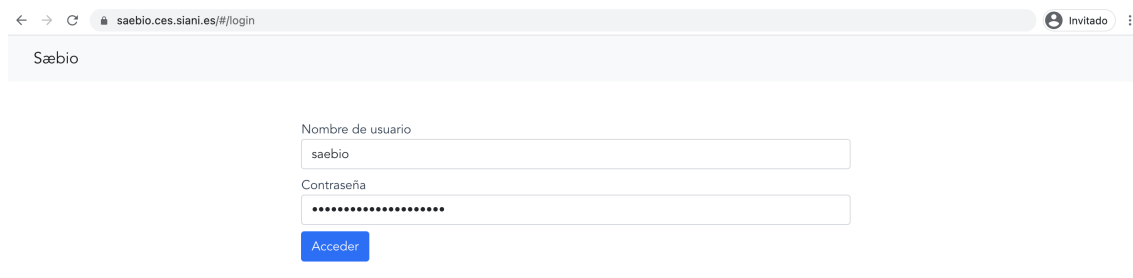 saebio.ces.siani.es/#/login
Invitado
Sæbio
Nombre de usuario
saebio
Contraseña
•••••••••••••••••••••
Acceder